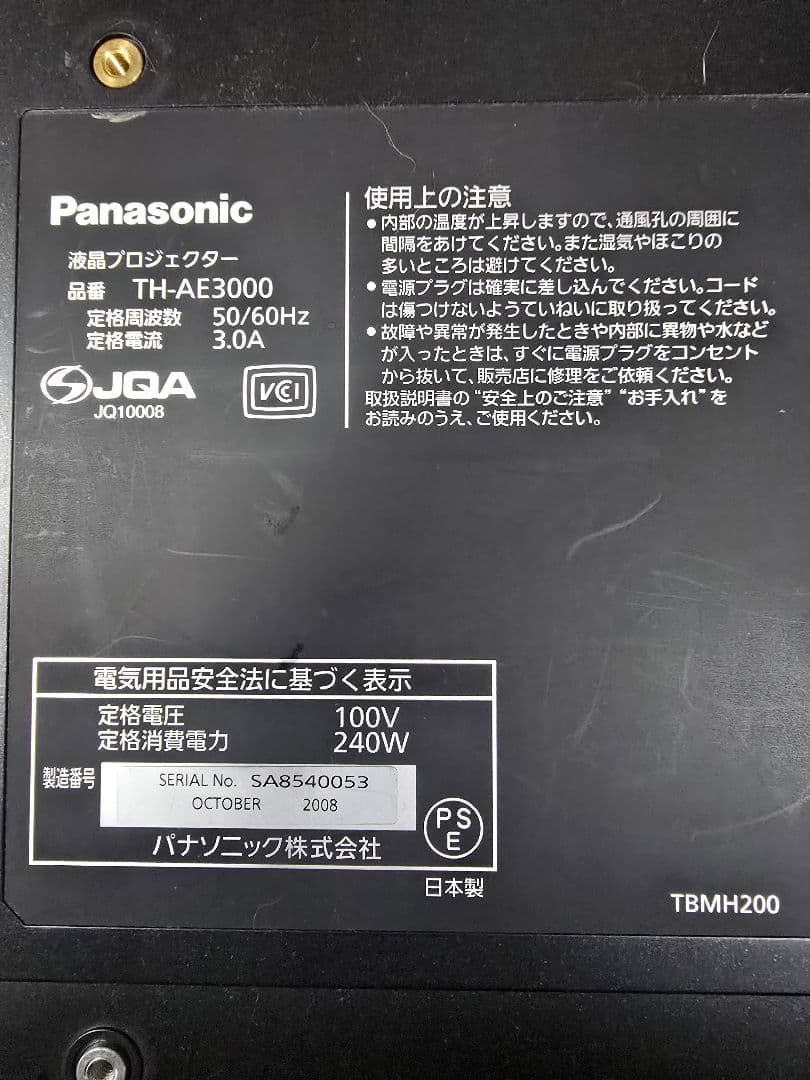 Panasonic
液晶プロジェクター
品番 TH-AE3000
定格周波数 50/60Hz
定格電流 3.0A
JQA
JQ10008
VCI
使用上の注意
●内部の温度が上昇しますので、通風孔の周囲に
間隔をあけてください。また湿気やほこりの
多いところは避けてください。
●電源プラグは確実に差し込んでください。コード
は傷つけないようていねいに取り扱ってください。
●故障や異常が発生したときや内部に異物や水など
が入ったときは、すぐに電源プラグをコンセント
から抜いて、販売店に修理をご依頼ください。
取扱説明書の“安全上のご注意”“お手入れ”を
お読みのうえ、ご使用ください。
電気用品安全法に基づく表示
定格電圧 100V
定格消費電力 240W
製造番号
SERIAL No. SA8540053
OCTOBER 2008
パナソニック株式会社
PS
E
日本製
TBMH200